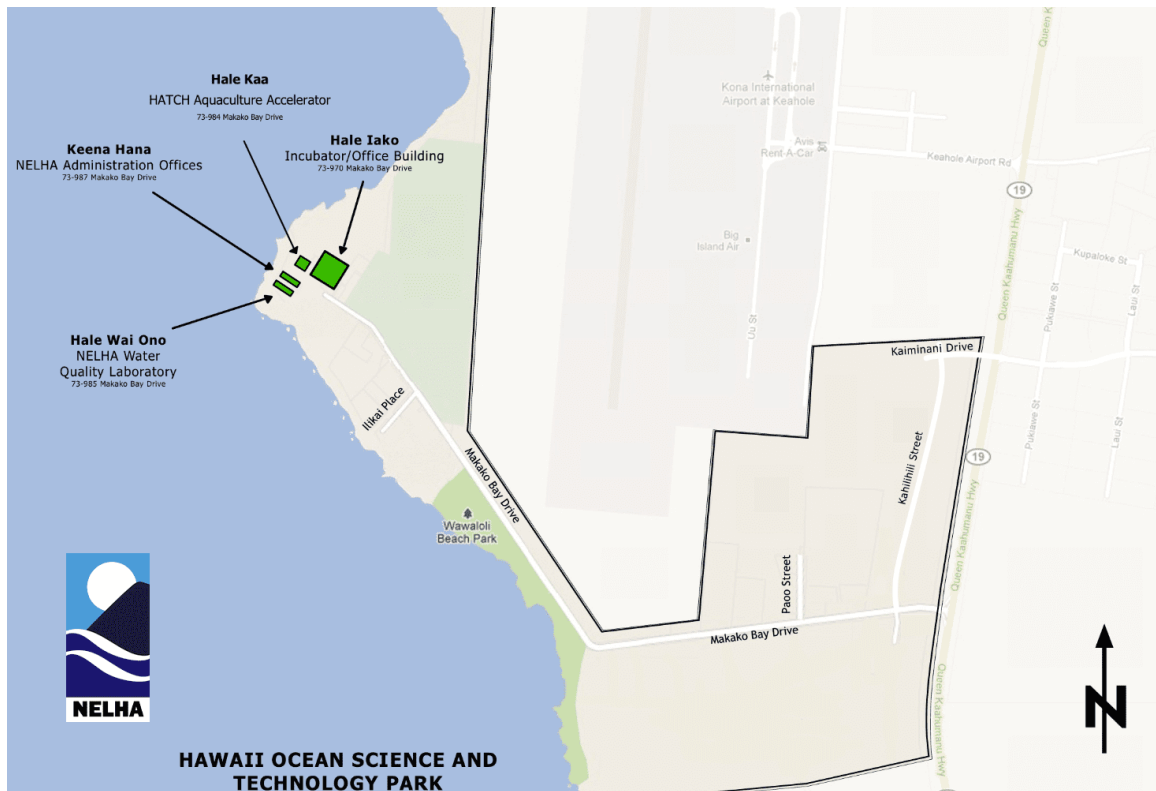 Hale Kaa
HATCH Aquaculture Accelerator
73-984 Makako Bay Drive
Keena Hana
NELHA Administration Offices
73-987 Makako Bay Drive
Hale Iako
Incubator/Office Building
73-970 Makako Bay Drive
Hale Wai Ono
NELHA Water
Quality Laboratory
73-985 Makako Bay Drive
Kona International
Airport at Keahole
Avis
Rent-A-Car
Keahole Airport Rd
Queen K
19
Big
Island Air
Uu St
Queen Kaahumanu Hwy
Kupaloke St
Pukiawe St
Laui St
Kaiminani Drive
Pukiawe St
Laui St
19
Kahilihili Street
Queen Kaahumanu Hwy
Ilikai Place
Makako Bay Drive
Wawaloli
Beach Park
Paoo Street
Makako Bay Drive
Queen Kaahumanu Hwy
N
NELHA
HAWAII OCEAN SCIENCE AND
TECHNOLOGY PARK